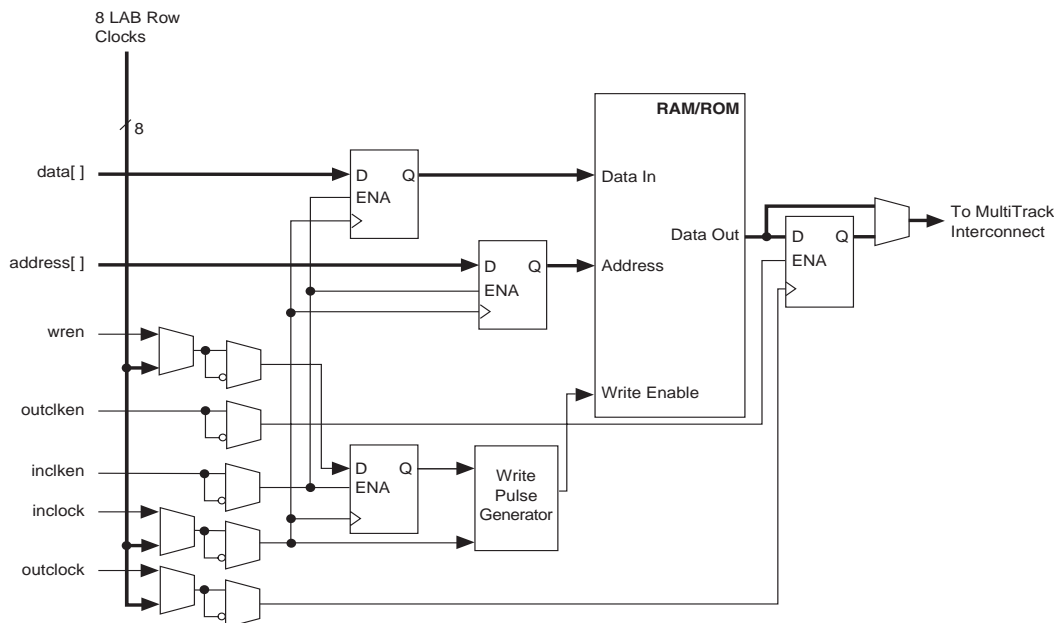 8 LAB Row
Clocks
8
RAM/ROM
data[ ]
D Q
ENA
Data In
To MultiTrack
Interconnect
Data Out
D Q
ENA
address[ ]
D Q
ENA
Address
wren
Write Enable
outclken
inclken
D Q
ENA
Write
Pulse
Generator
inclock
outclock